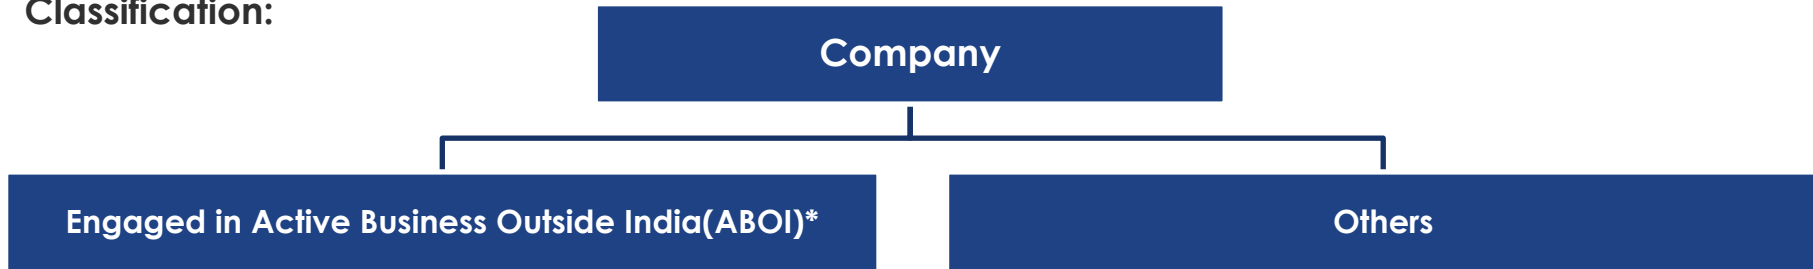 Classification:
Company
Engaged in Active Business Outside India(ABOI)*
Others